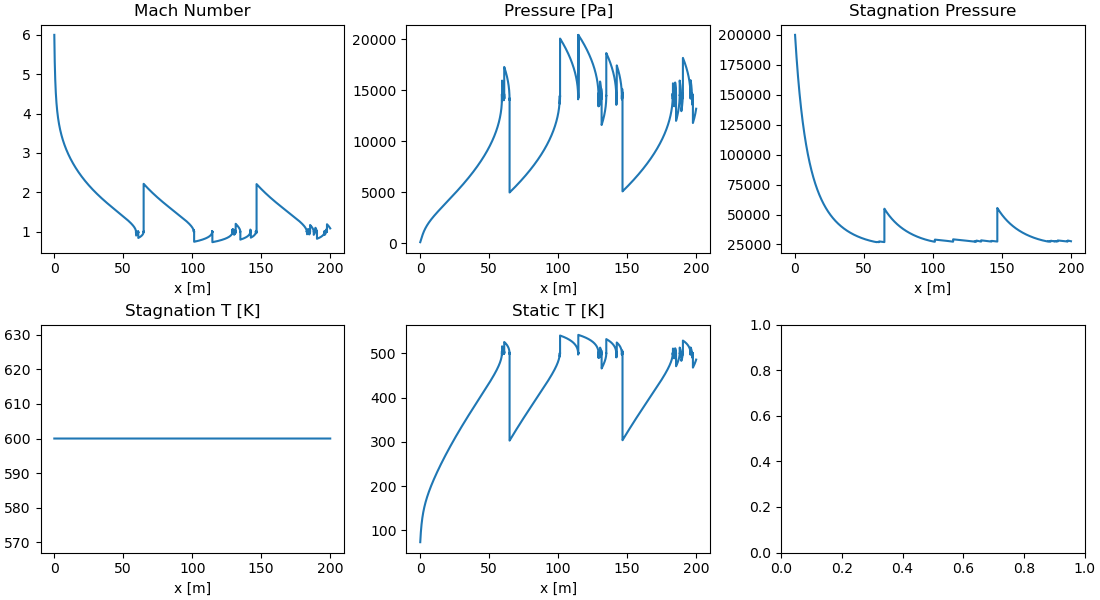 Mach Number
6
5
4
3
2
1
0 50 100 150 200
x [m]
Pressure [Pa]
20000
15000
10000
5000
0
0 50 100 150 200
x [m]
Stagnation Pressure
200000
175000
150000
125000
100000
75000
50000
25000
0 50 100 150 200
x [m]
Stagnation T [K]
630
620
610
600
590
580
570
0 50 100 150 200
x [m]
Static T [K]
500
400
300
200
100
0 50 100 150 200
x [m]
1.0
0.8
0.6
0.4
0.2
0.0
0.0 0.2 0.4 0.6 0.8 1.0